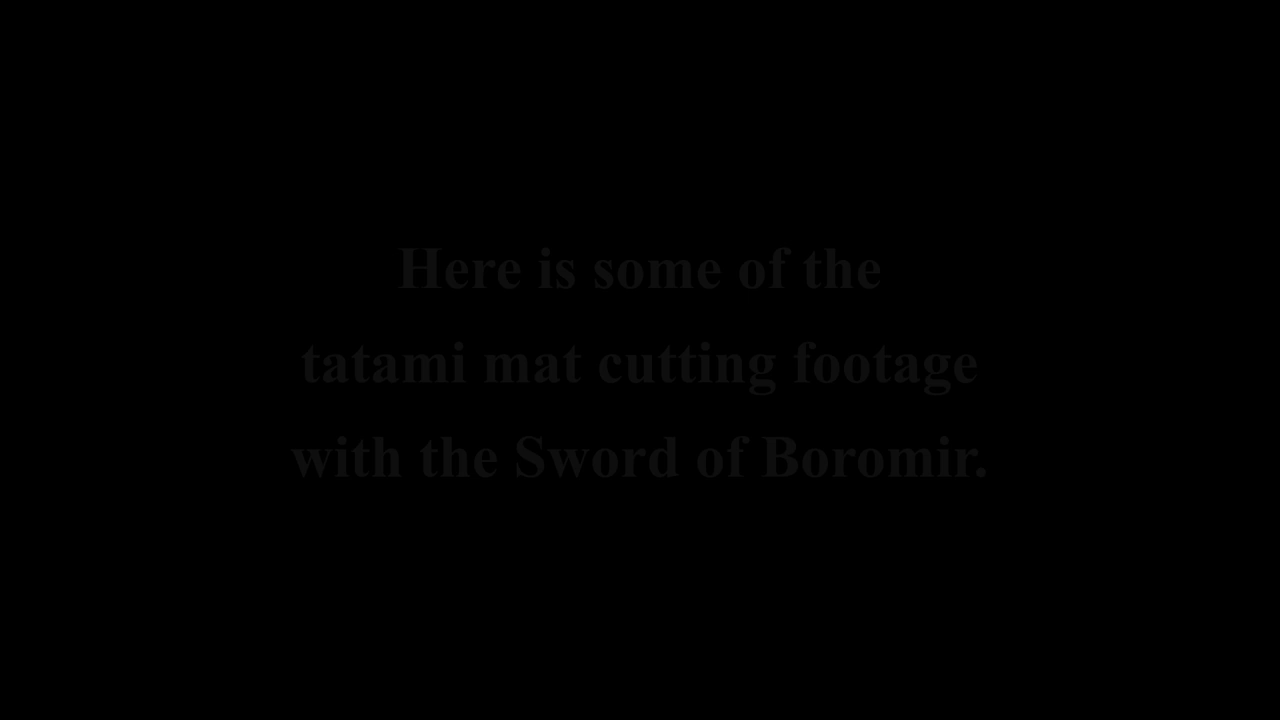 Here is some of the
tatami mat cutting footage
with the Sword of Boromir.